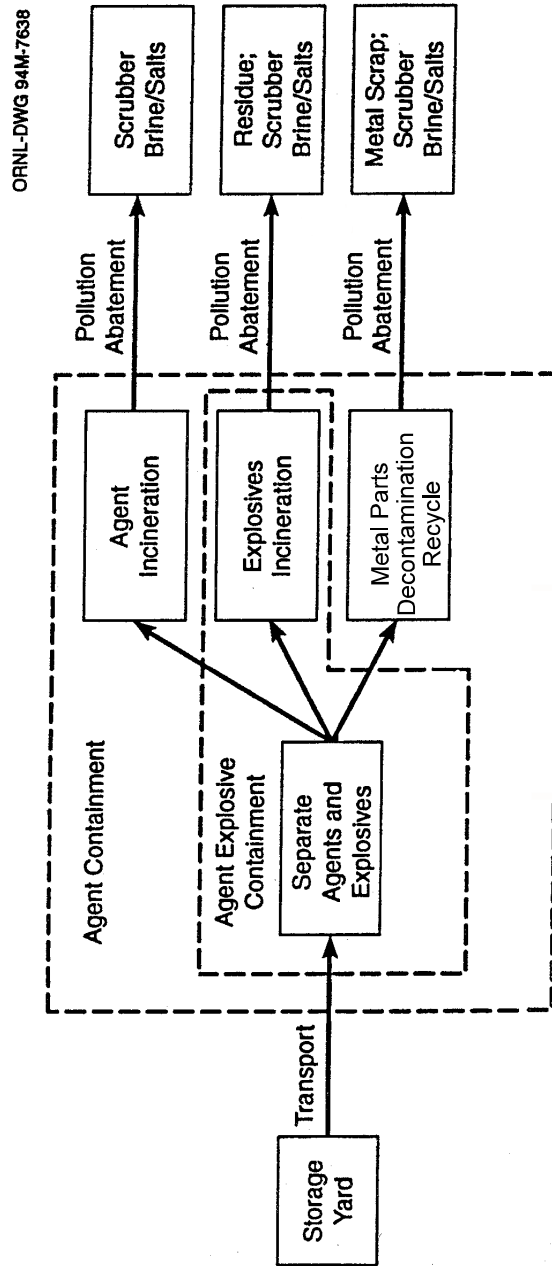 ORNL-DWG 94M-7638
Storage
Yard
Transport
Agent Containment
Agent Explosive
Containment
Separate
Agents and
Explosives
Agent
Incineration
Explosives
Incineration
Metal Parts
Decontamination
Recycle
Pollution
Abatement
Pollution
Abatement
Pollution
Abatement
Scrubber
Brine/Salts
Residue;
Scrubber
Brine/Salts
Metal Scrap;
Scrubber
Brine/Salts